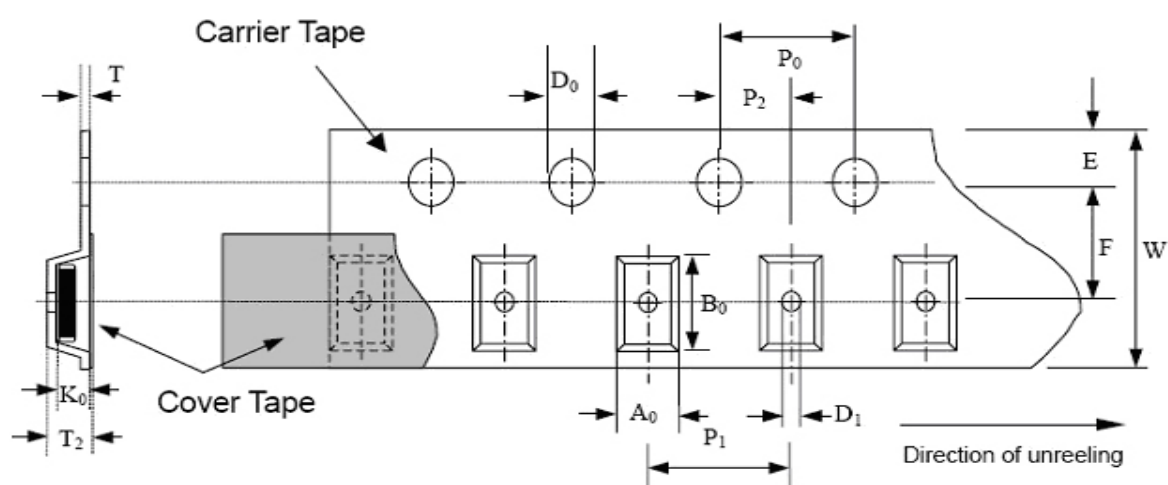 Carrier Tape
T
D₀
P₀
P₂
E
F
W
B₀
K₀
Cover Tape
A₀
D₁
T₂
P₁
Direction of unreeling